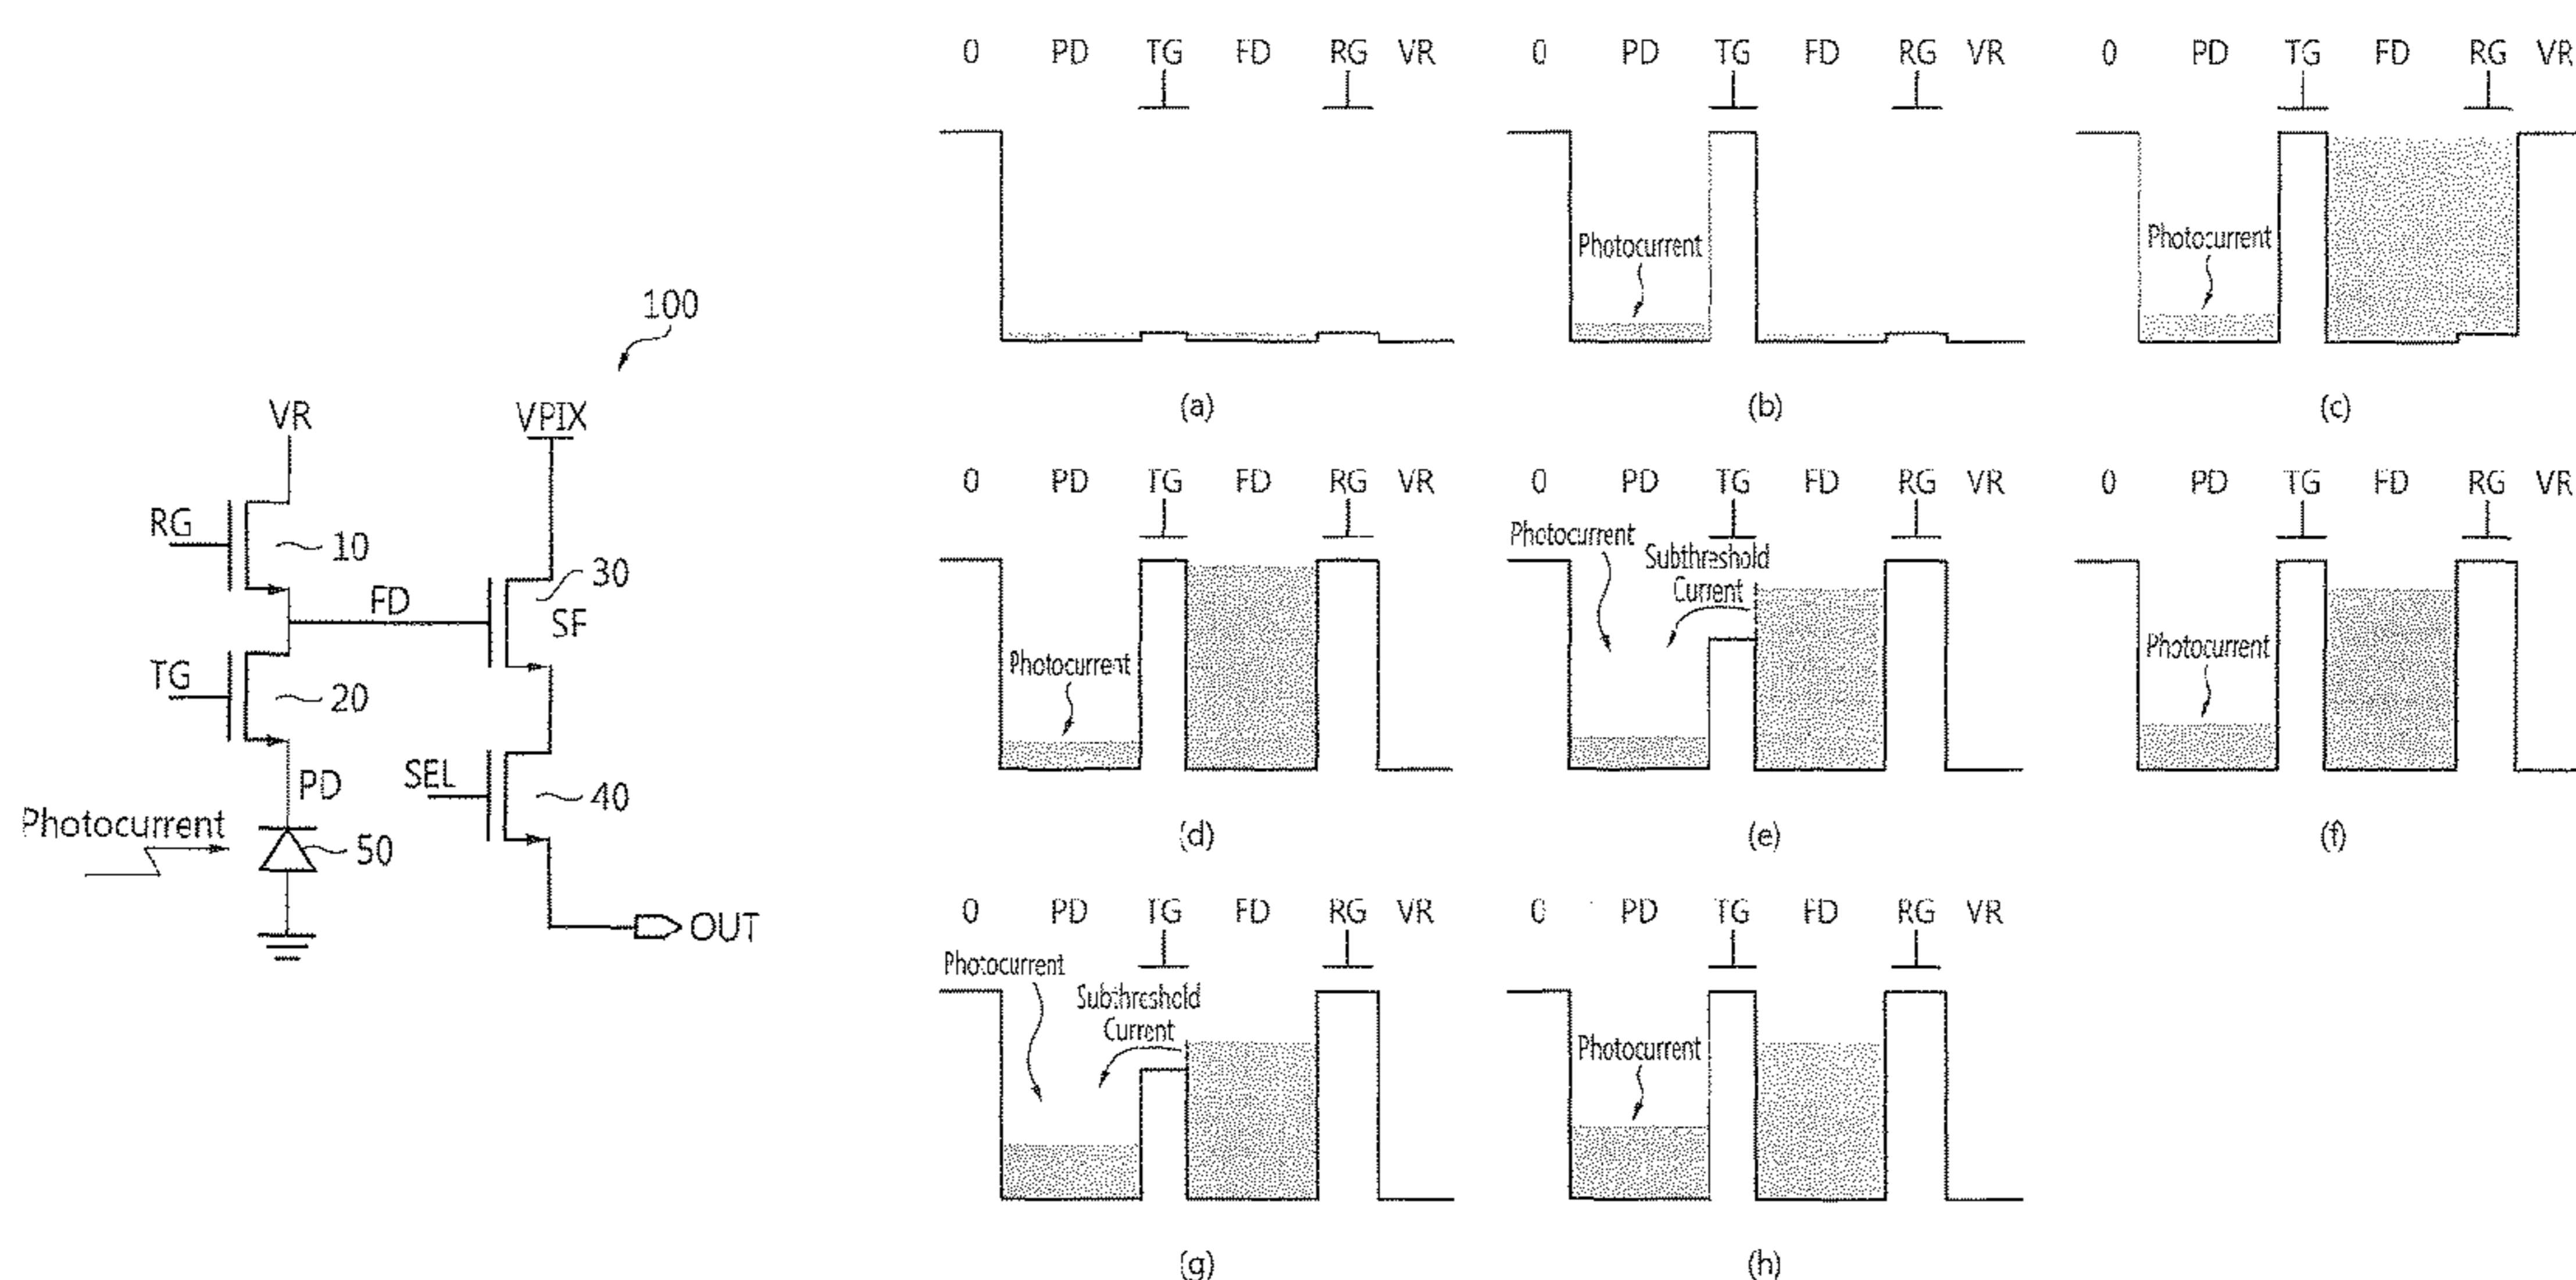 100
VR
VPIX
RG
10
30
FD
SF
TG
20
SEL
40
PD
Photocurrent
50
OUT
0 PD TG FD RG VR
(a)
0 PD TG FD RG VR
Photocurrent
(b)
0 PD TG FD RG VR
Photocurrent
(c)
0 PD TG FD RG VR
Photocurrent
(d)
0 PD TG FD RG VR
Photocurrent
Subthreshold
Current
(e)
0 PD TG FD RG VR
Photocurrent
(f)
0 PD TG FD RG VR
Photocurrent
Subthreshold
Current
(g)
0 PD TG FD RG VR
Photocurrent
(h)